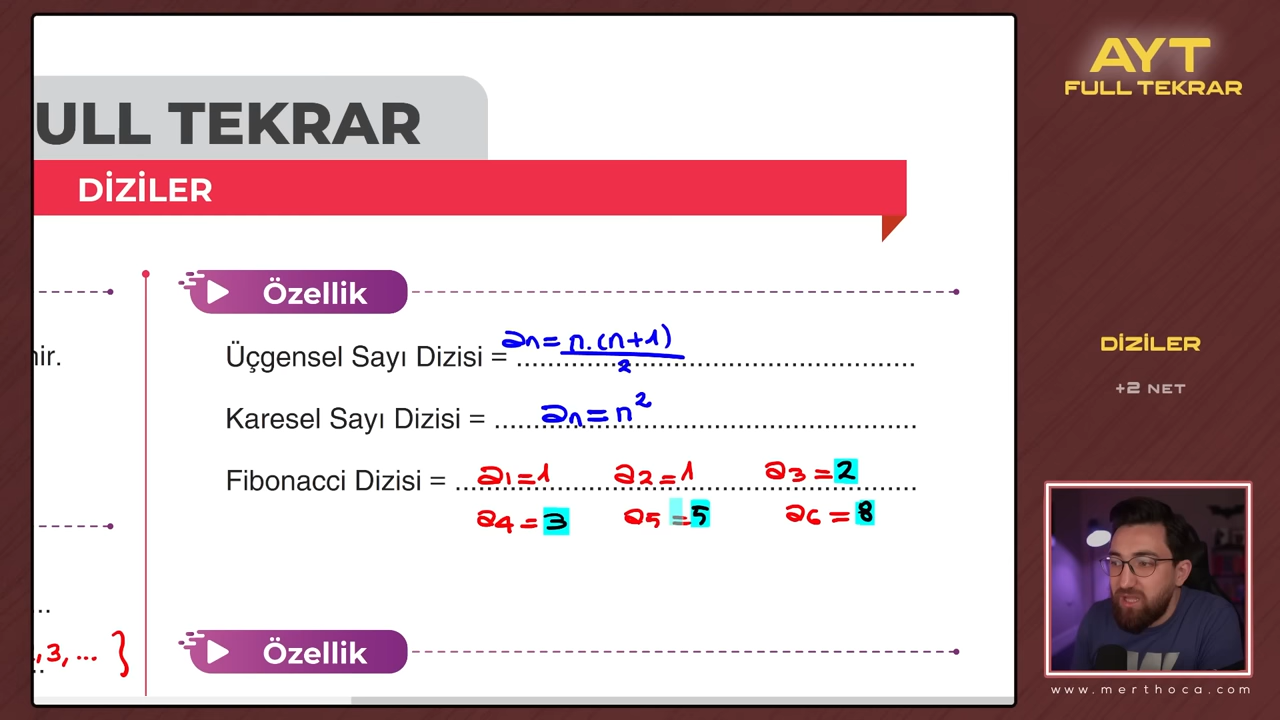 AYT
FULL TEKRAR
ULL TEKRAR
DİZİLER
Özellik
Üçgensel Sayı Dizisi = an = n.(n+1)/2
Karesel Sayı Dizisi = an = n²
Fibonacci Dizisi = a1=1 a2=1 a3=2
a4=3 a5=5 a6=8
Özellik
, 3, ... }
DİZİLER
+2 NET
www.merthoca.com